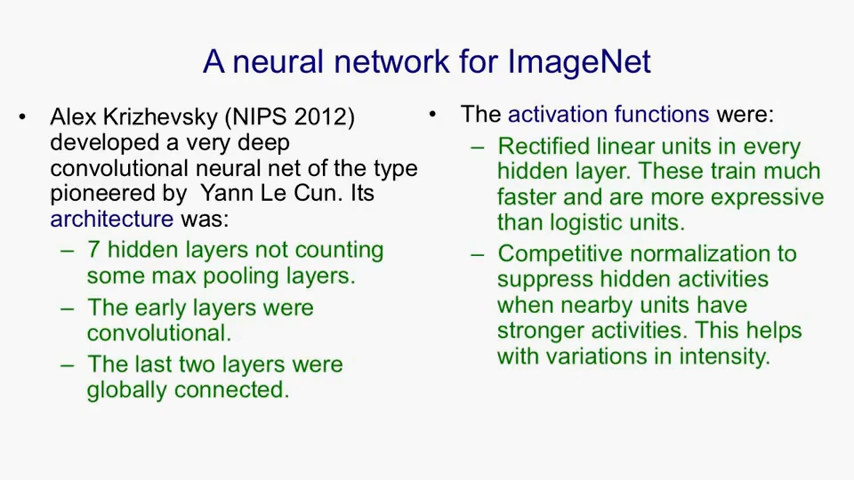 A neural network for ImageNet
• Alex Krizhevsky (NIPS 2012)
developed a very deep
convolutional neural net of the type
pioneered by Yann Le Cun. Its
architecture was:
– 7 hidden layers not counting
some max pooling layers.
– The early layers were
convolutional.
– The last two layers were
globally connected.
• The activation functions were:
– Rectified linear units in every
hidden layer. These train much
faster and are more expressive
than logistic units.
– Competitive normalization to
suppress hidden activities
when nearby units have
stronger activities. This helps
with variations in intensity.